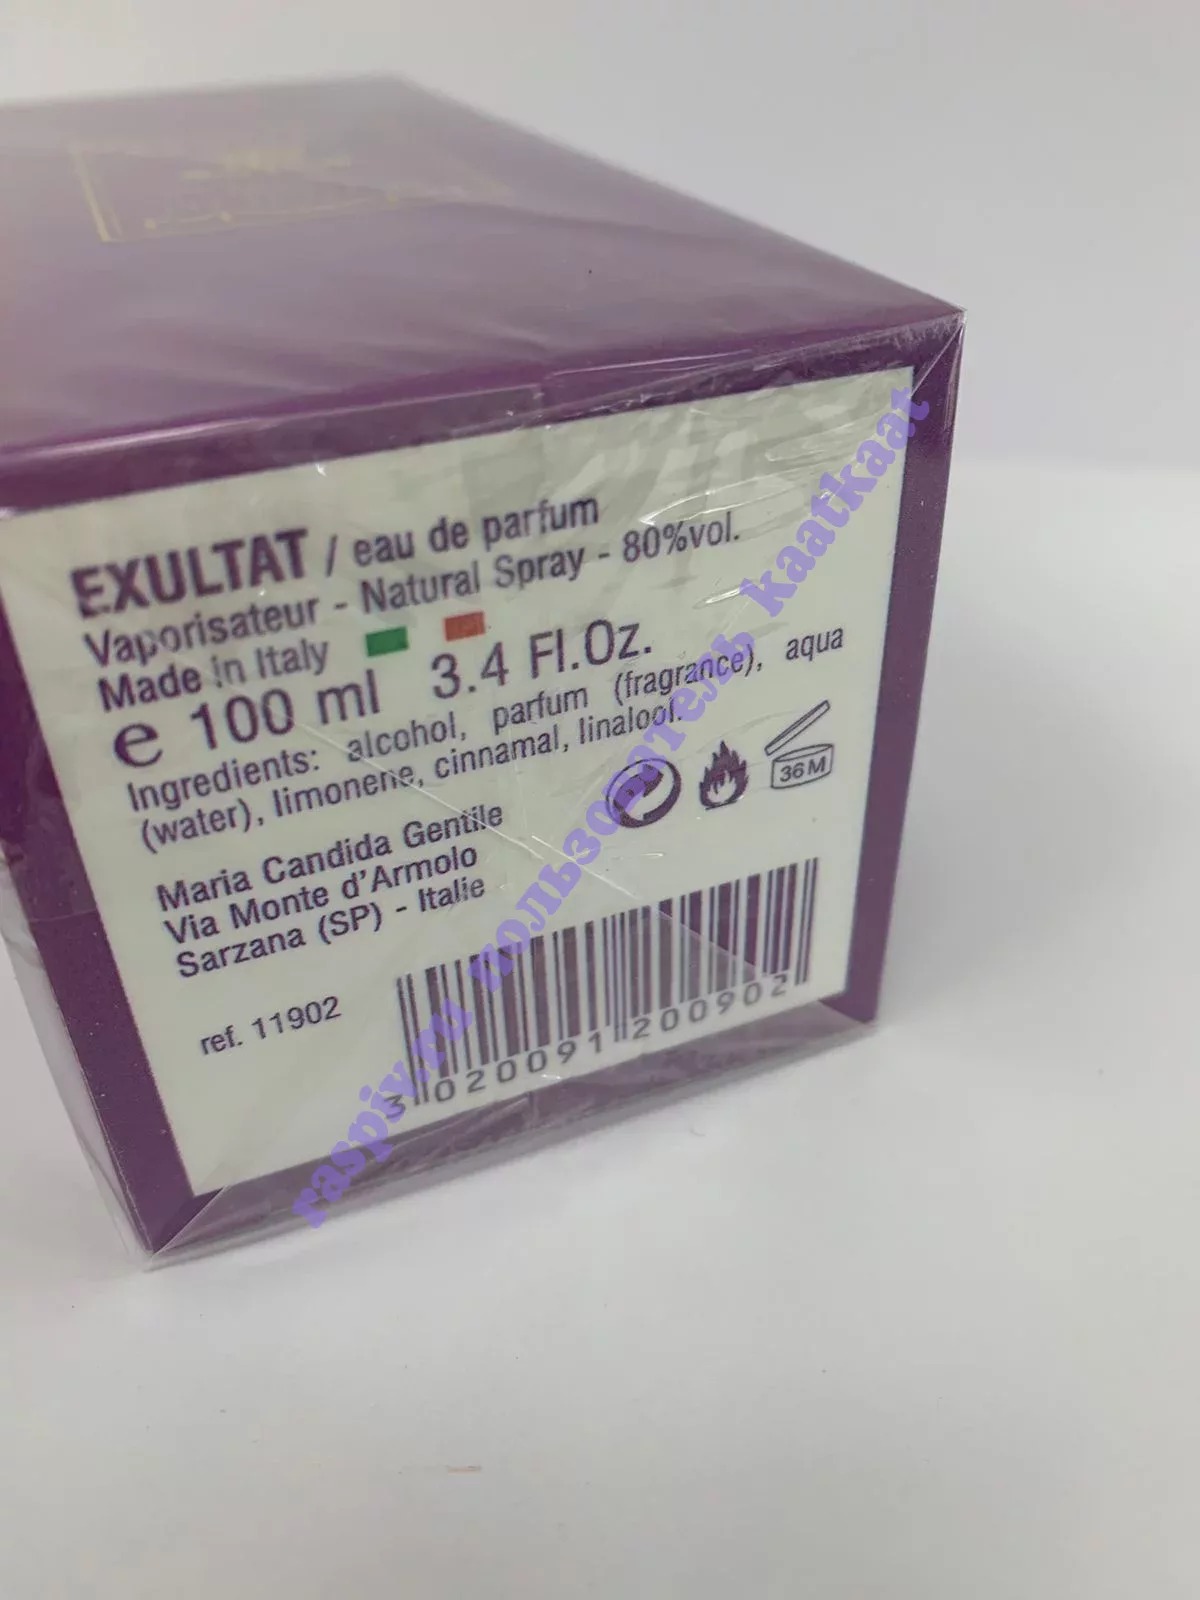 EXULTAT / eau de parfum
Vaporisateur - Natural Spray - 80%vol.
Made in Italy
e 100 ml 3.4 Fl.Oz.
Ingredients: alcohol, parfum (fragrance), aqua
(water), limonene, cinnamal, linalool.
36M
Maria Candida Gentile
Via Monte d'Armolo
Sarzana (SP) - Italie
ref. 11902
3 020091 200902
raspiv.ru пользователь kaatkaat